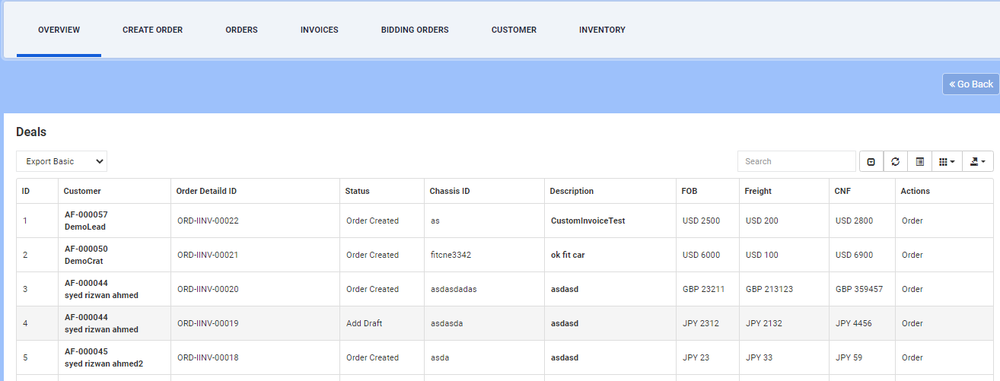 OVERVIEW CREATE ORDER ORDERS INVOICES BIDDING ORDERS CUSTOMER INVENTORY
« Go Back
Deals
Export Basic Search
ID Customer Order Detaild ID Status Chassis ID Description FOB Freight CNF Actions
1 AF-000057 DemoLead ORD-IINV-00022 Order Created as CustomInvoiceTest USD 2500 USD 200 USD 2800 Order
2 AF-000050 DemoCrat ORD-IINV-00021 Order Created fitcne3342 ok fit car USD 6000 USD 100 USD 6900 Order
3 AF-000044 syed rizwan ahmed ORD-IINV-00020 Order Created asdasdadas asdasd GBP 23211 GBP 213123 GBP 359457 Order
4 AF-000044 syed rizwan ahmed ORD-IINV-00019 Add Draft asdasda asdasd JPY 2312 JPY 2132 JPY 4456 Order
5 AF-000045 syed rizwan ahmed2 ORD-IINV-00018 Order Created asda asdasd JPY 23 JPY 33 JPY 59 Order